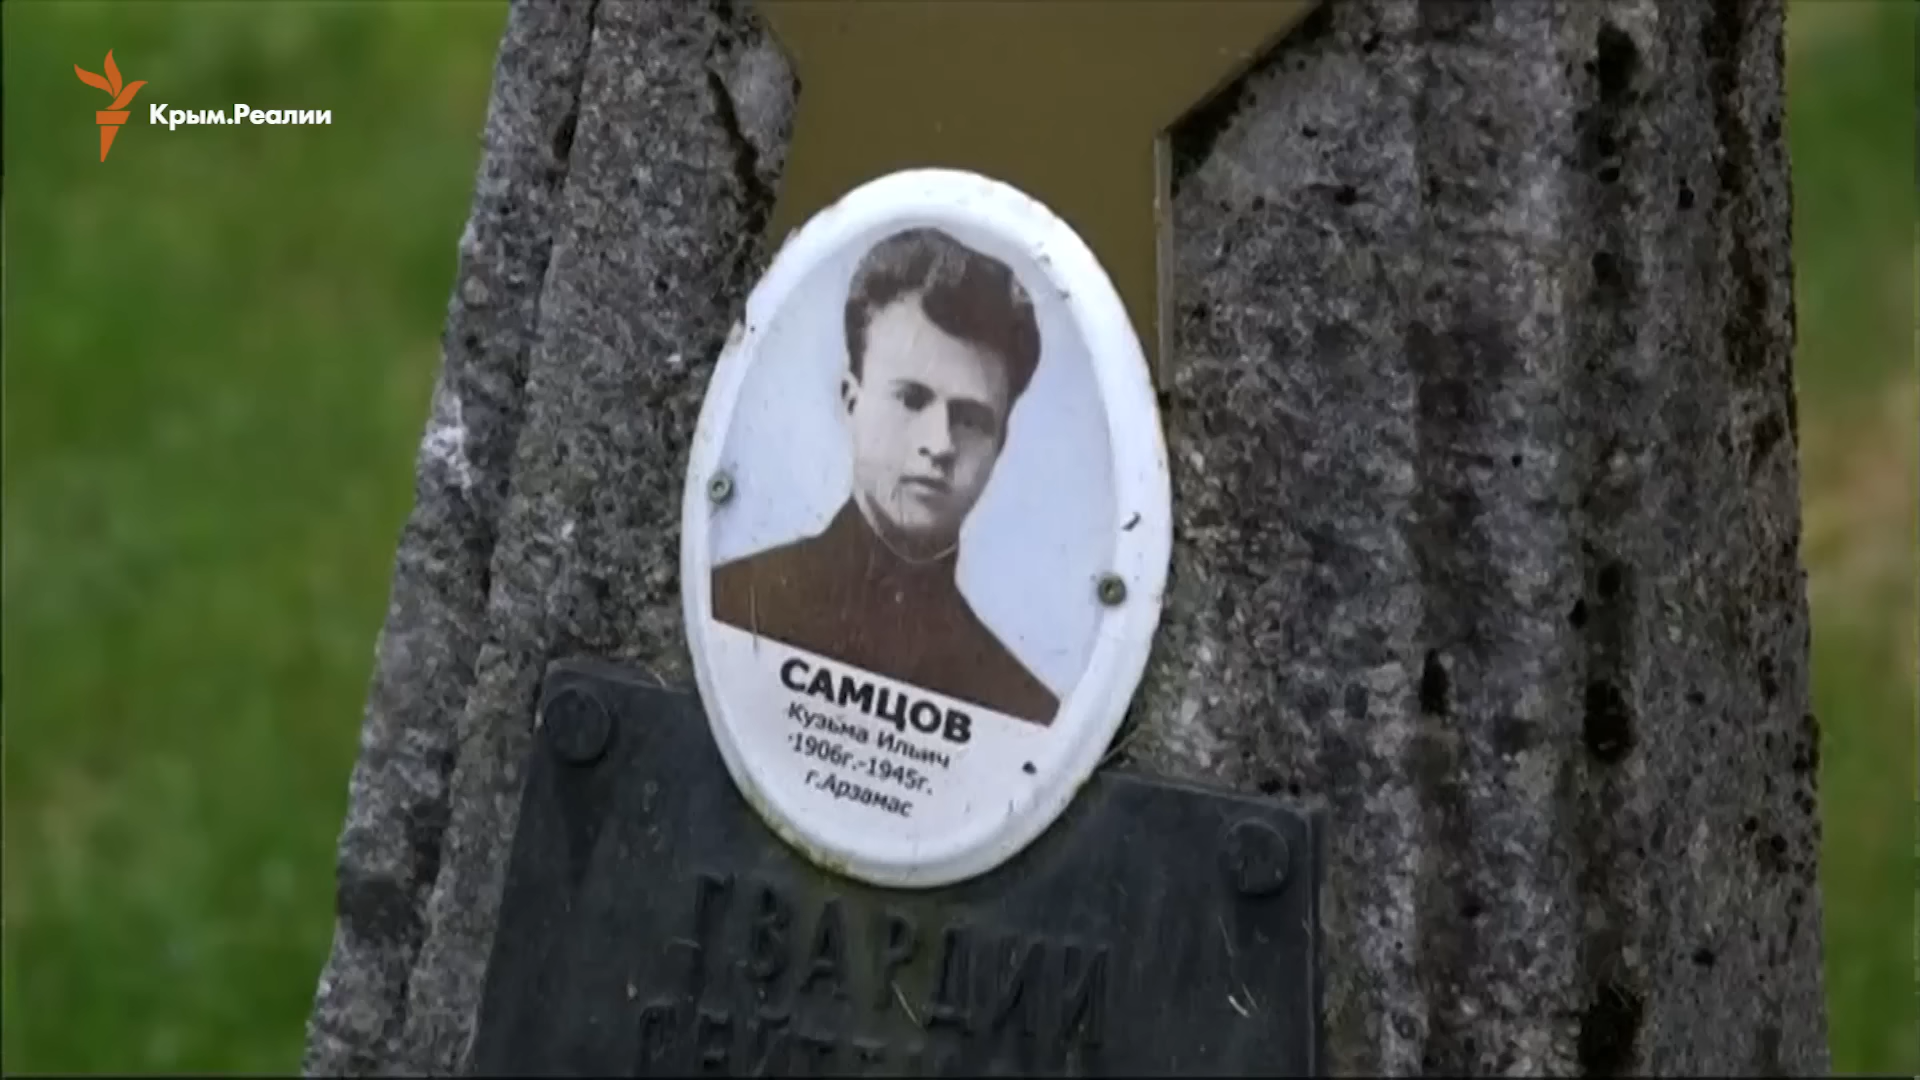 Крым.Реалии
САМЦОВ
Кузьма Ильич
1906г.-1945г.
г.Арзамас
ГВАРДИИ